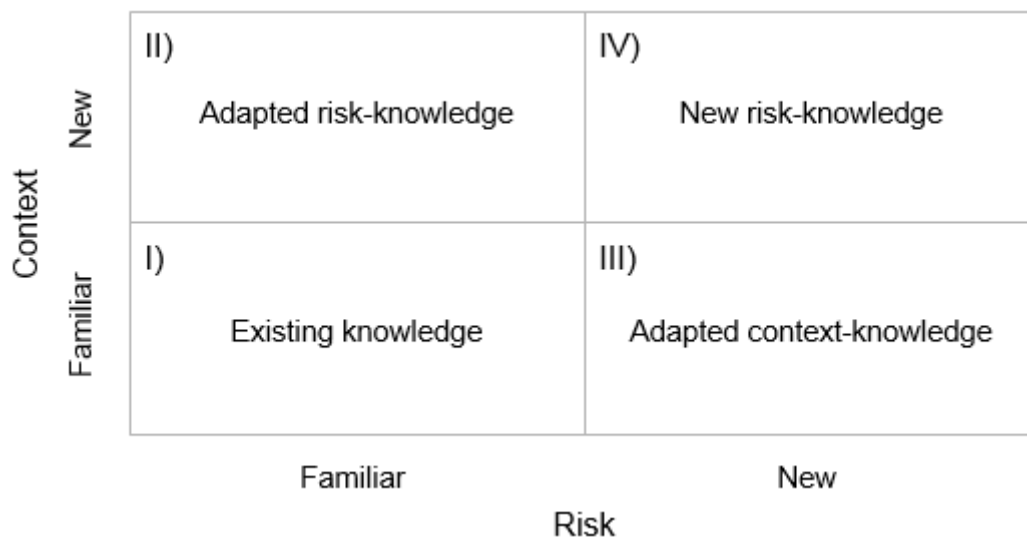 II)
IV)
Adapted risk-knowledge
New risk-knowledge
New
Context
I)
III)
Familiar
Existing knowledge
Adapted context-knowledge
Familiar
New
Risk